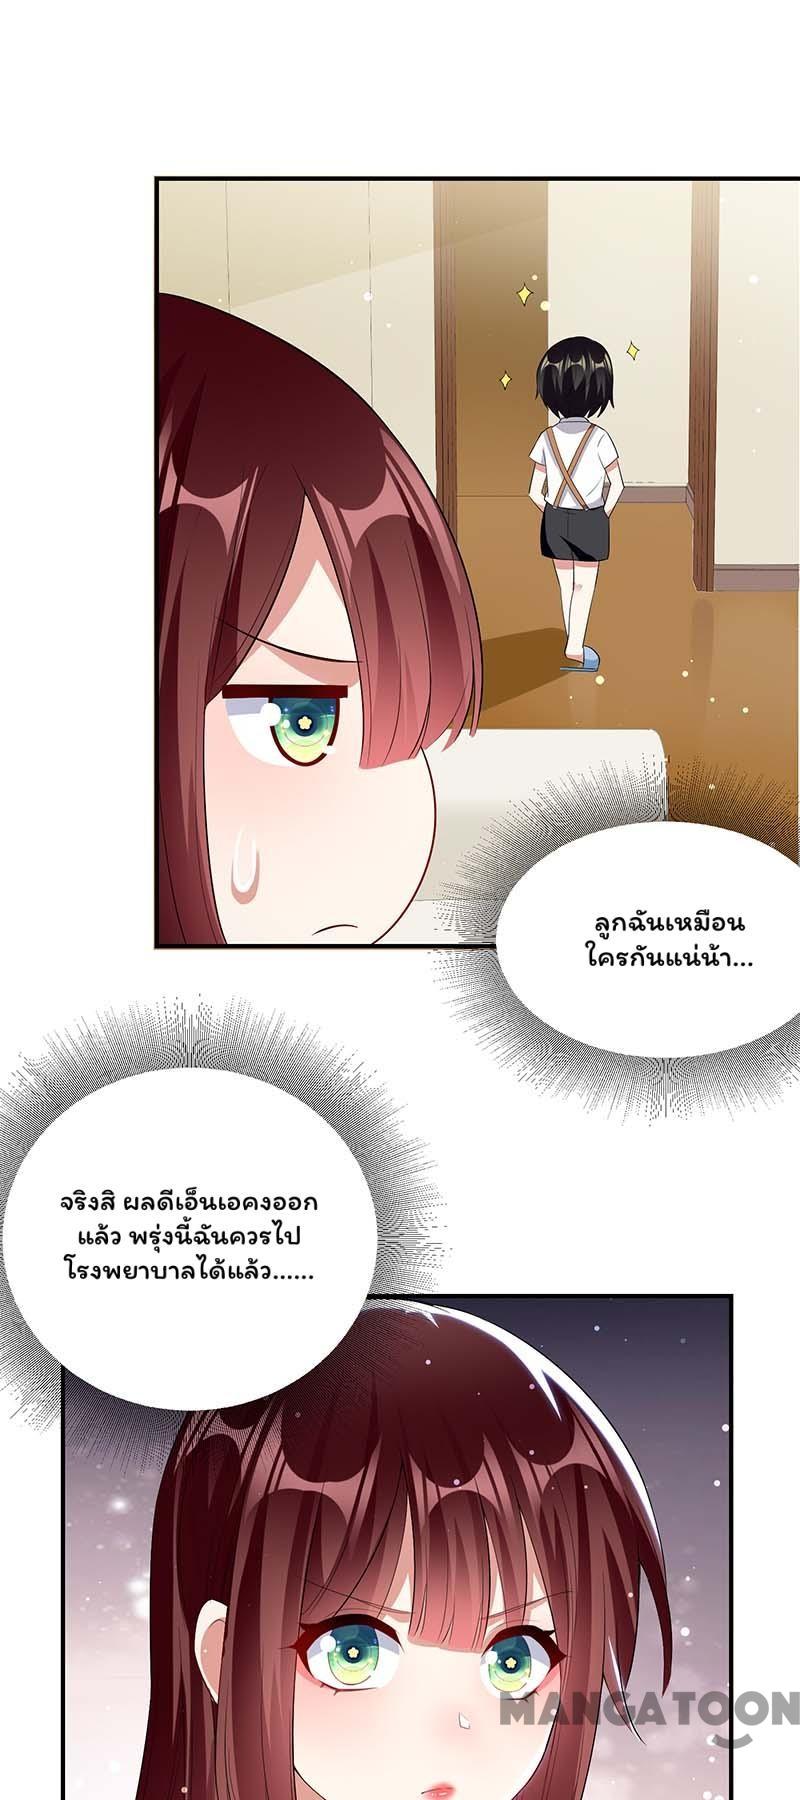 ลูกฉันเหมือน
ใครกันแน่น้า...
จริงสิ ผลดีเอ็นเอคงออก
แล้ว พรุ่งนี้ฉันควรไป
โรงพยาบาลได้แล้ว......
MANGATOON